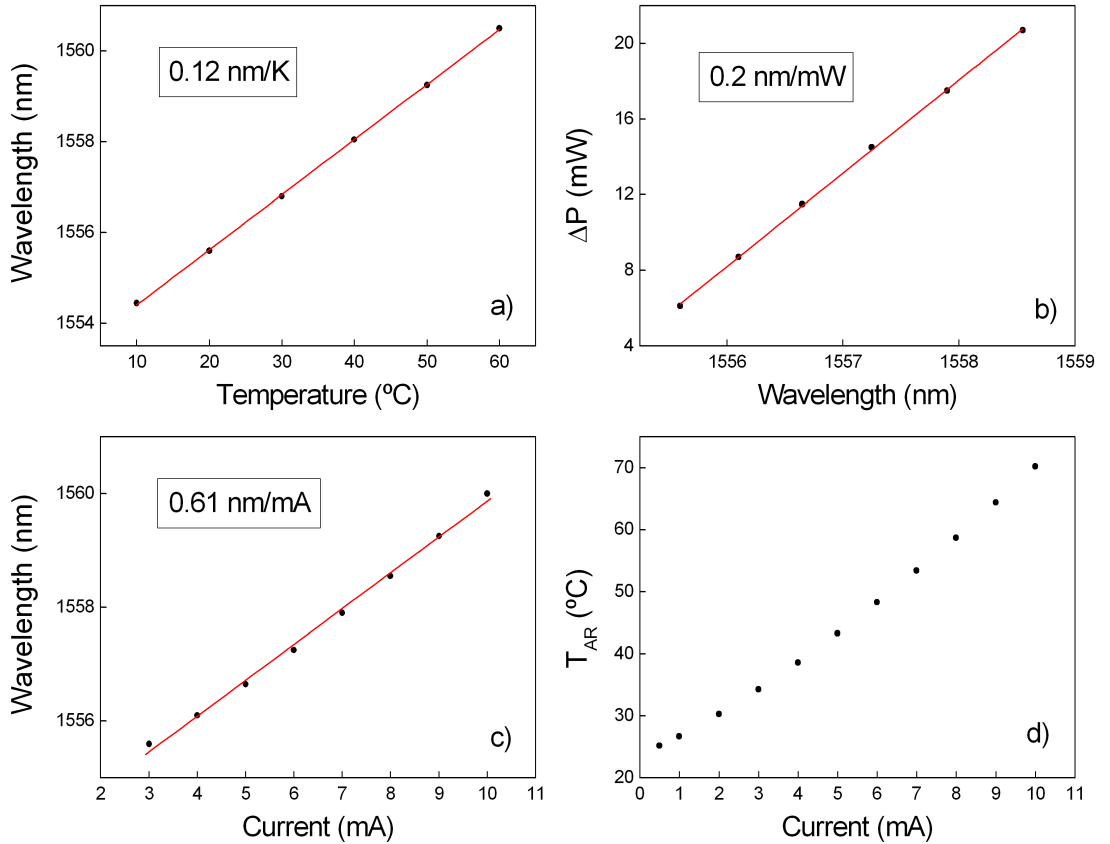 1560
1558
1556
1554
Wavelength (nm)
0.12 nm/K
a)
10 20 30 40 50 60
Temperature (ºC)
20
16
12
8
4
ΔP (mW)
0.2 nm/mW
b)
1556 1557 1558 1559
Wavelength (nm)
1560
1558
1556
Wavelength (nm)
0.61 nm/mA
c)
2 3 4 5 6 7 8 9 10 11
Current (mA)
70
60
50
40
30
20
T_AR (ºC)
d)
0 1 2 3 4 5 6 7 8 9 10 11
Current (mA)